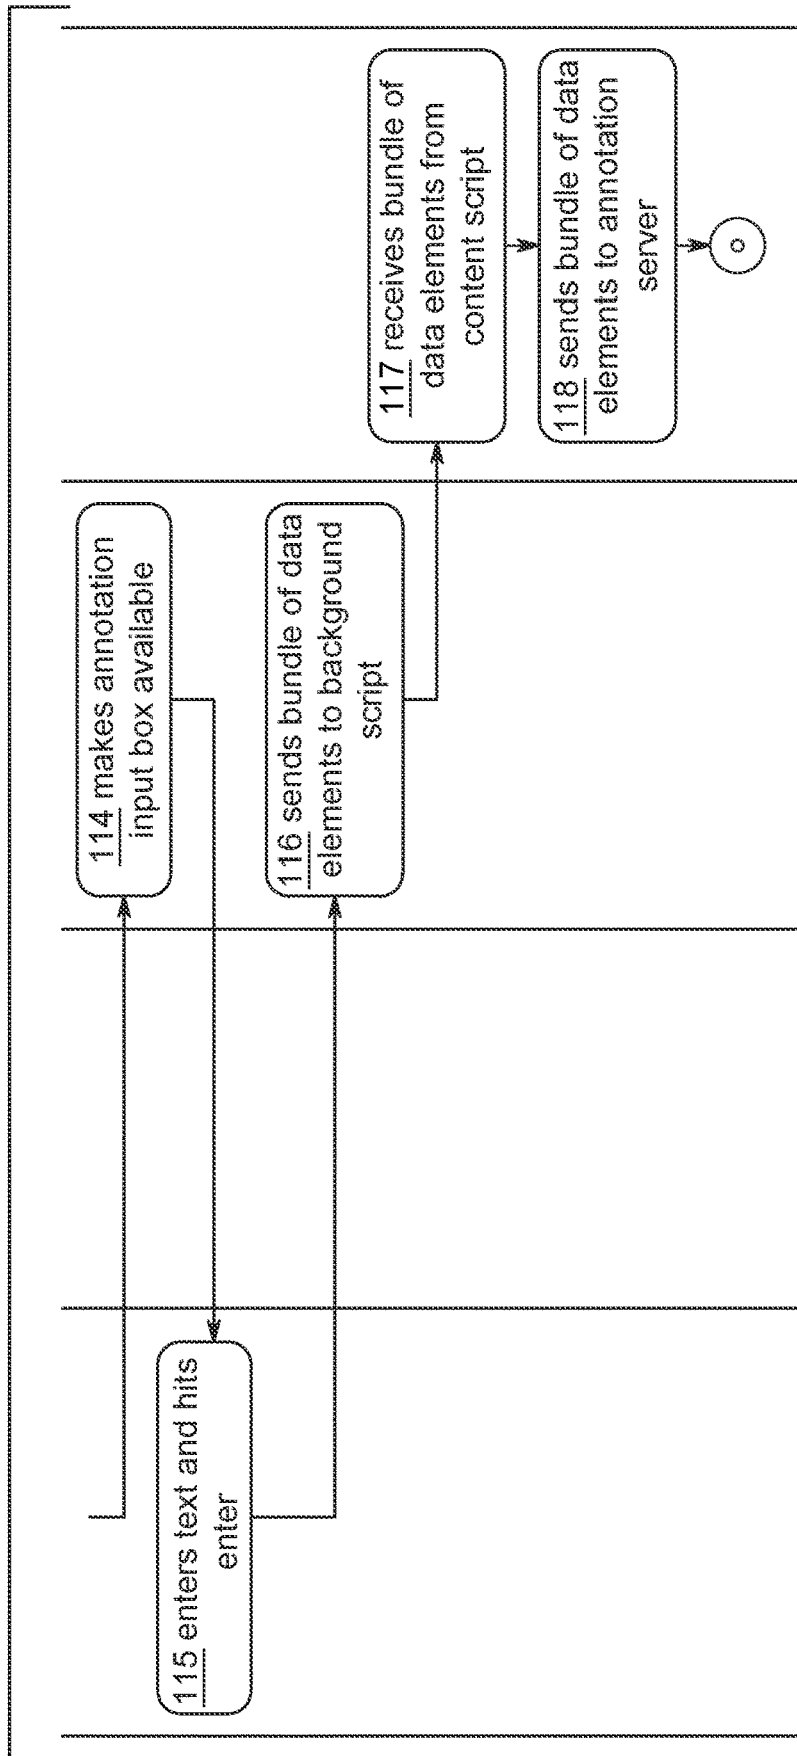 114 makes annotation
input box available
115 enters text and hits
enter
116 sends bundle of data
elements to background
script
117 receives bundle of
data elements from
content script
118 sends bundle of data
elements to annotation
server